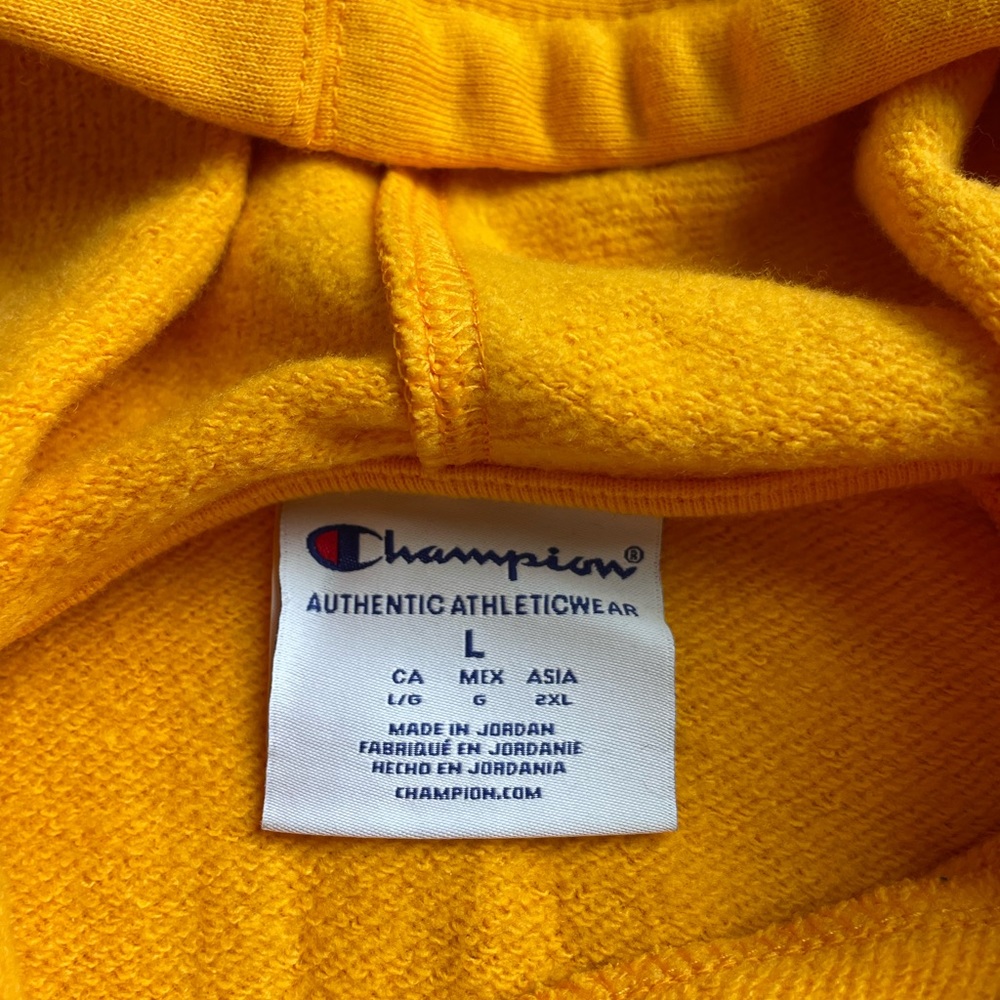 Champion®
AUTHENTIC ATHLETICWEAR
L
CA MEX ASIA
L/G G 2XL
MADE IN JORDAN
FABRIQUÉ EN JORDANIE
HECHO EN JORDANIA
CHAMPION.COM